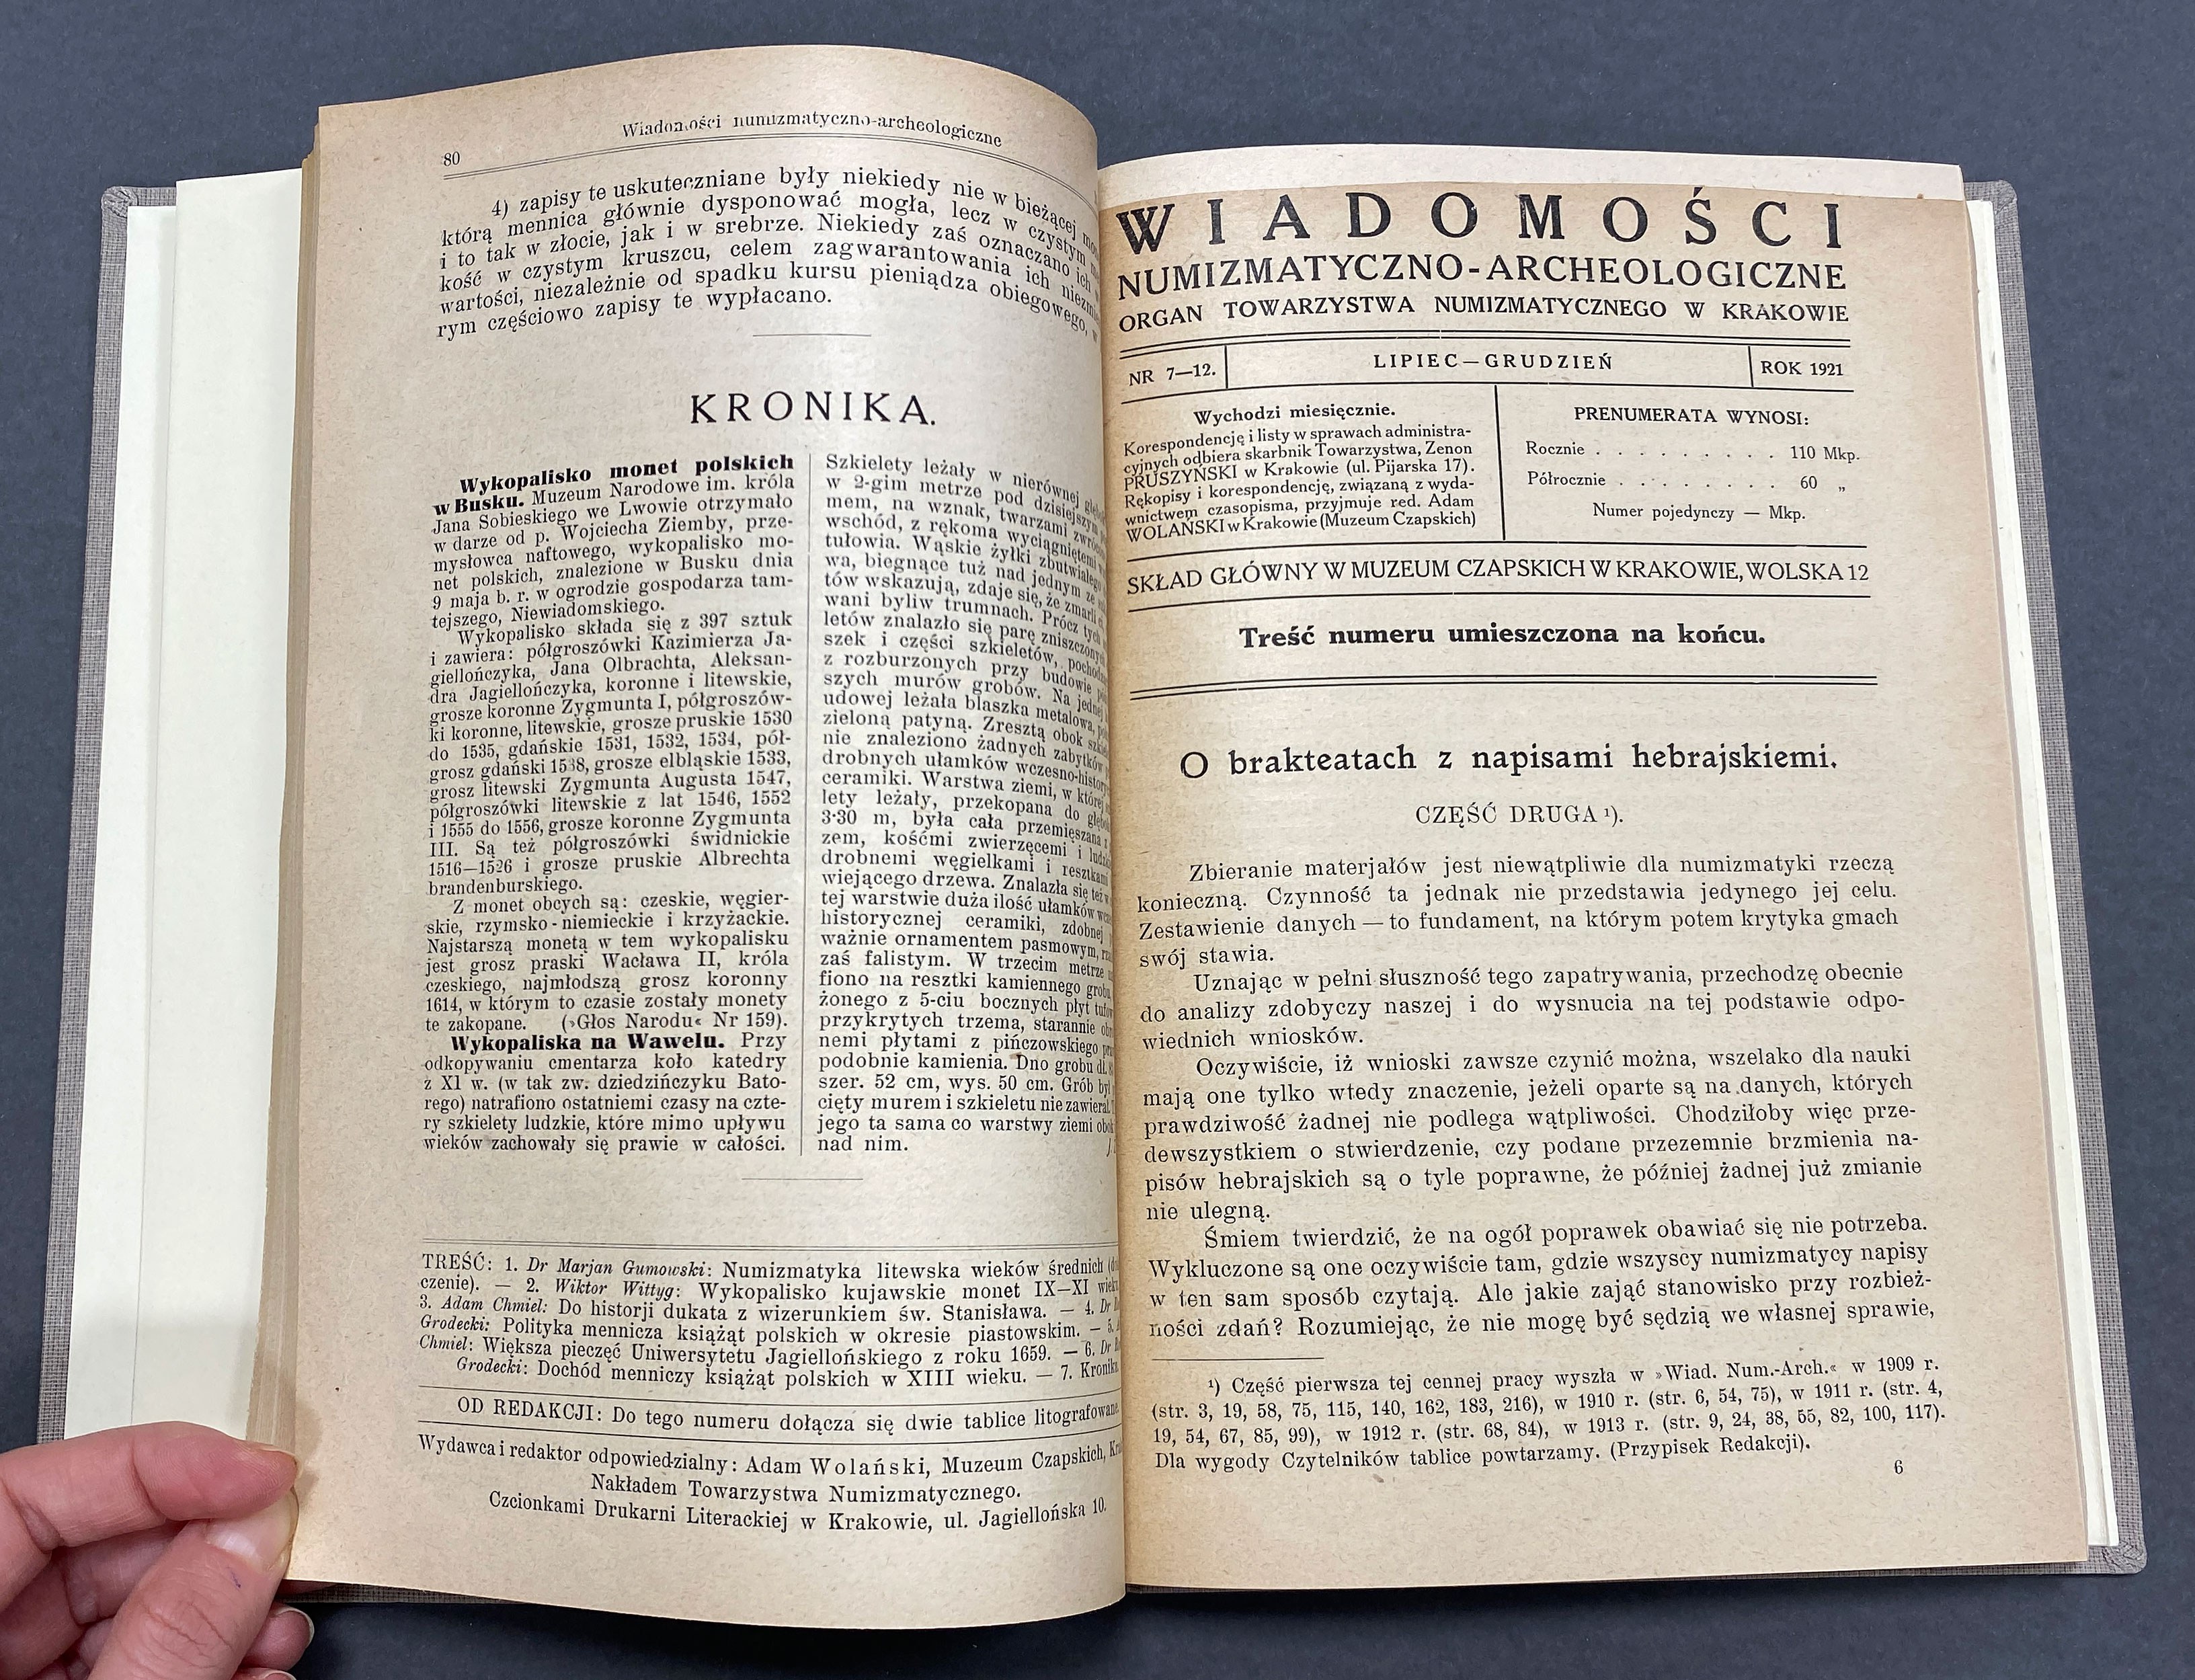 80
Wiadomości numizmatyczno-archeologiczne
4) zapisy te uskuteczniane były niekiedy nie w bieżącej
którą mennica głównie dysponować mogła, lecz w czystym
i to tak w złocie, jak i w srebrze. Niekiedy zaś oznaczano ich
kość w czystym kruszcu, celem zagwarantowania ich
wartości, niezależnie od spadku kursu pieniądza obiegowego,
rym częściowo zapisy te wypłacano.
KRONIKA.
Wykopalisko monet polskich
w Busku. Muzeum Narodowe im. króla
Jana Sobieskiego we Lwowie otrzymało
w darze od p. Wojciecha Ziemby, prze-
mysłowca naftowego, wykopalisko mo-
net polskich, znalezione w Busku dnia
9 maja b. r. w ogrodzie gospodarza tam-
tejszego, Niewiadomskiego.
Wykopalisko składa się z 397 sztuk
i zawiera: półgroszówki Kazimierza Ja-
giellończyka, Jana Olbrachta, Aleksan-
dra Jagiellończyka, koronne i litewskie,
grosze koronne Zygmunta I, półgroszów-
ki koronne, litewskie, grosze pruskie 1530
do 1535, gdańskie 1531, 1532, 1534, pół-
grosz gdański 1538, grosze elbląskie 1533,
grosz litewski Zygmunta Augusta 1547,
półgroszówki litewskie z lat 1546, 1552
i 1555 do 1556, grosze koronne Zygmunta
III. Są też półgroszówki świdnickie
1516—1526 i grosze pruskie Albrechta
brandenburskiego.
Z monet obcych są: czeskie, węgier-
skie, rzymsko-niemieckie i krzyżackie.
Najstarszą monetą w tem wykopalisku
jest grosz praski Wacława II, króla
czeskiego, najmłodszą grosz koronny
1614, w którym to czasie zostały monety
te zakopane. (»Głos Narodu« Nr 159).
Wykopaliska na Wawelu. Przy
odkopywaniu cmentarza koło katedry
z XI w. (w tak zw. dziedzińczyku Bato-
rego) natrafiono ostatniemi czasy na czte-
ry szkielety ludzkie, które mimo upływu
wieków zachowały się prawie w całości.
Szkielety leżały w nierównej
w 2-gim metrze pod dzisiejszym
mem, na wznak, twarzami
wschód, z rękoma wyciągniętemi
tułowia. Wąskie żyłki zbutwiałego
wa, biegnące tuż nad jednym ze
tów wskazują, zdaje się, że zmarli
wani byli w trumnach. Prócz tych
letów znalazło się parę zniszczonych
szek i części szkieletów,
z rozburzonych przy budowie
szych murów grobów. Na jednej
udowej leżała blaszka metalowa,
zieloną patyną. Zresztą obok
nie znaleziono żadnych zabytków
drobnych ułamków
ceramiki. Warstwa ziemi, w której
lety leżały, przekopana do
3·30 m, była cała przemięszana z
zem, kośćmi zwierzęcemi i
drobnemi węgielkami i resztkami
wiejącego drzewa. Znalazła się też w
tej warstwie duża ilość ułamków
historycznej ceramiki, zdobnej
ważnie ornamentem pasmowym,
zaś falistym. W trzecim metrze
fiono na resztki kamiennego grobu
żonego z 5-ciu bocznych płyt
przykrytych trzema, starannie
nemi płytami z pińczowskiego
podobnie kamienia. Dno grobu dł.
szer. 52 cm, wys. 50 cm. Grób był
cięty murem i szkieletu nie zawierał.
jego ta sama co warstwy ziemi
nad nim.
TREŚĆ: 1. Dr Marjan Gumowski: Numizmatyka litewska wieków średnich
czenie). — 2. Wiktor Wittyg: Wykopalisko kujawskie monet IX—XI
3. Adam Chmiel: Do historji dukata z wizerunkiem św. Stanisława. — 4. Dr
Grodecki: Polityka mennicza książąt polskich w okresie piastowskim. — 5.
Chmiel: Większa pieczęć Uniwersytetu Jagiellońskiego z roku 1659. — 6. Dr
Grodecki: Dochód menniczy książąt polskich w XIII wieku. — 7. Kronika.
OD REDAKCJI: Do tego numeru dołącza się dwie tablice litografowane.
Wydawca i redaktor odpowiedzialny: Adam Wolański, Muzeum Czapskich,
Nakładem Towarzystwa Numizmatycznego.
Czcionkami Drukarni Literackiej w Krakowie, ul. Jagiellońska 10.
WIADOMOŚCI
NUMIZMATYCZNO-ARCHEOLOGICZNE
ORGAN TOWARZYSTWA NUMIZMATYCZNEGO W KRAKOWIE
NR 7—12.
LIPIEC—GRUDZIEŃ
ROK 1921
Wychodzi miesięcznie.
Korespondencję i listy w sprawach administra-
cyjnych odbiera skarbnik Towarzystwa, Zenon
PRUSZYŃSKI w Krakowie (ul. Pijarska 17).
Rękopisy i korespondencję, związaną z wyda-
wnictwem czasopisma, przyjmuje red. Adam
WOLAŃSKI w Krakowie (Muzeum Czapskich)
PRENUMERATA WYNOSI:
Rocznie . . . . . . . . . 110 Mkp.
Półrocznie . . . . . . . . 60 „
Numer pojedynczy — Mkp.
SKŁAD GŁÓWNY W MUZEUM CZAPSKICH W KRAKOWIE, WOLSKA 12
Treść numeru umieszczona na końcu.
O brakteatach z napisami hebrajskiemi.
CZĘŚĆ DRUGA ¹).
Zbieranie materjałów jest niewątpliwie dla numizmatyki rzeczą
konieczną. Czynność ta jednak nie przedstawia jedynego jej celu.
Zestawienie danych — to fundament, na którym potem krytyka gmach
swój stawia.
Uznając w pełni słuszność tego zapatrywania, przechodzę obecnie
do analizy zdobyczy naszej i do wysnucia na tej podstawie odpo-
wiednich wniosków.
Oczywiście, iż wnioski zawsze czynić można, wszelako dla nauki
mają one tylko wtedy znaczenie, jeżeli oparte są na danych, których
prawdziwość żadnej nie podlega wątpliwości. Chodziłoby więc prze-
dewszystkiem o stwierdzenie, czy podane przezemnie brzmienia na-
pisów hebrajskich są o tyle poprawne, że później żadnej już zmianie
nie ulegną.
Śmiem twierdzić, że na ogół poprawek obawiać się nie potrzeba.
Wykluczone są one oczywiście tam, gdzie wszyscy numizmatycy napisy
w ten sam sposób czytają. Ale jakie zająć stanowisko przy rozbież-
ności zdań? Rozumiejąc, że nie mogę być sędzią we własnej sprawie,
¹) Część pierwsza tej cennej pracy wyszła w »Wiad. Num.-Arch.« w 1909 r.
(str. 3, 19, 58, 75, 115, 140, 162, 183, 216), w 1910 r. (str. 6, 54, 75), w 1911 r. (str. 4,
19, 54, 67, 85, 99), w 1912 r. (str. 68, 84), w 1913 r. (str. 9, 24, 38, 55, 82, 100, 117).
Dla wygody Czytelników tablice powtarzamy. (Przypisek Redakcji).
6